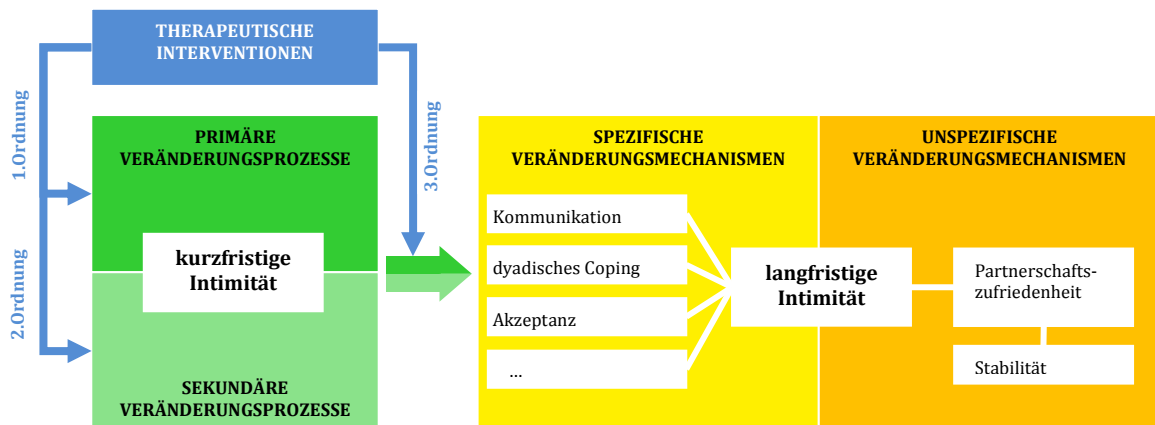 THERAPEUTISCHE
INTERVENTIONEN
1.Ordnung
2.Ordnung
3.Ordnung
PRIMÄRE
VERÄNDERUNGSPROZESSE
kurzfristige
Intimität
SEKUNDÄRE
VERÄNDERUNGSPROZESSE
SPEZIFISCHE
VERÄNDERUNGSMECHANISMEN
Kommunikation
dyadisches Coping
Akzeptanz
...
langfristige
Intimität
UNSPEZIFISCHE
VERÄNDERUNGSMECHANISMEN
Partnerschafts-
zufriedenheit
Stabilität